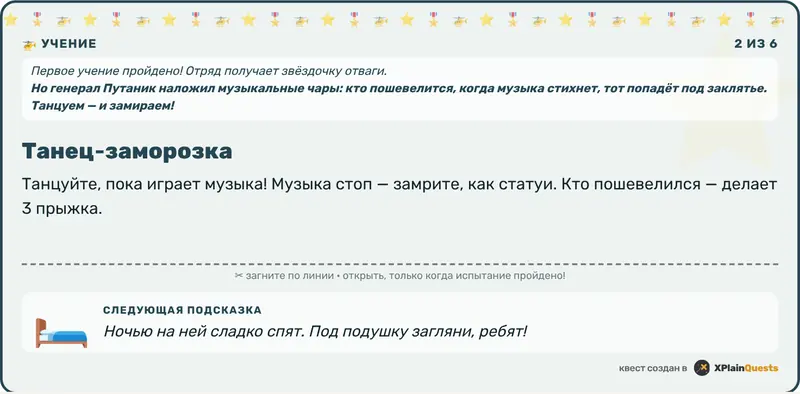 УЧЕНИЕ
2 ИЗ 6
Первое учение пройдено! Отряд получает звёздочку отваги.
Но генерал Путаник наложил музыкальные чары: кто пошевелится, когда музыка стихнет, тот попадёт под заклятье.
Танцуем — и замираем!
Танец-заморозка
Танцуйте, пока играет музыка! Музыка стоп — замрите, как статуи. Кто пошевелился — делает
3 прыжка.
✂ загните по линии · открыть, только когда испытание пройдено!
СЛЕДУЮЩАЯ ПОДСКАЗКА
Ночью на ней сладко спят. Под подушку загляни, ребят!
квест создан в XPlainQuests